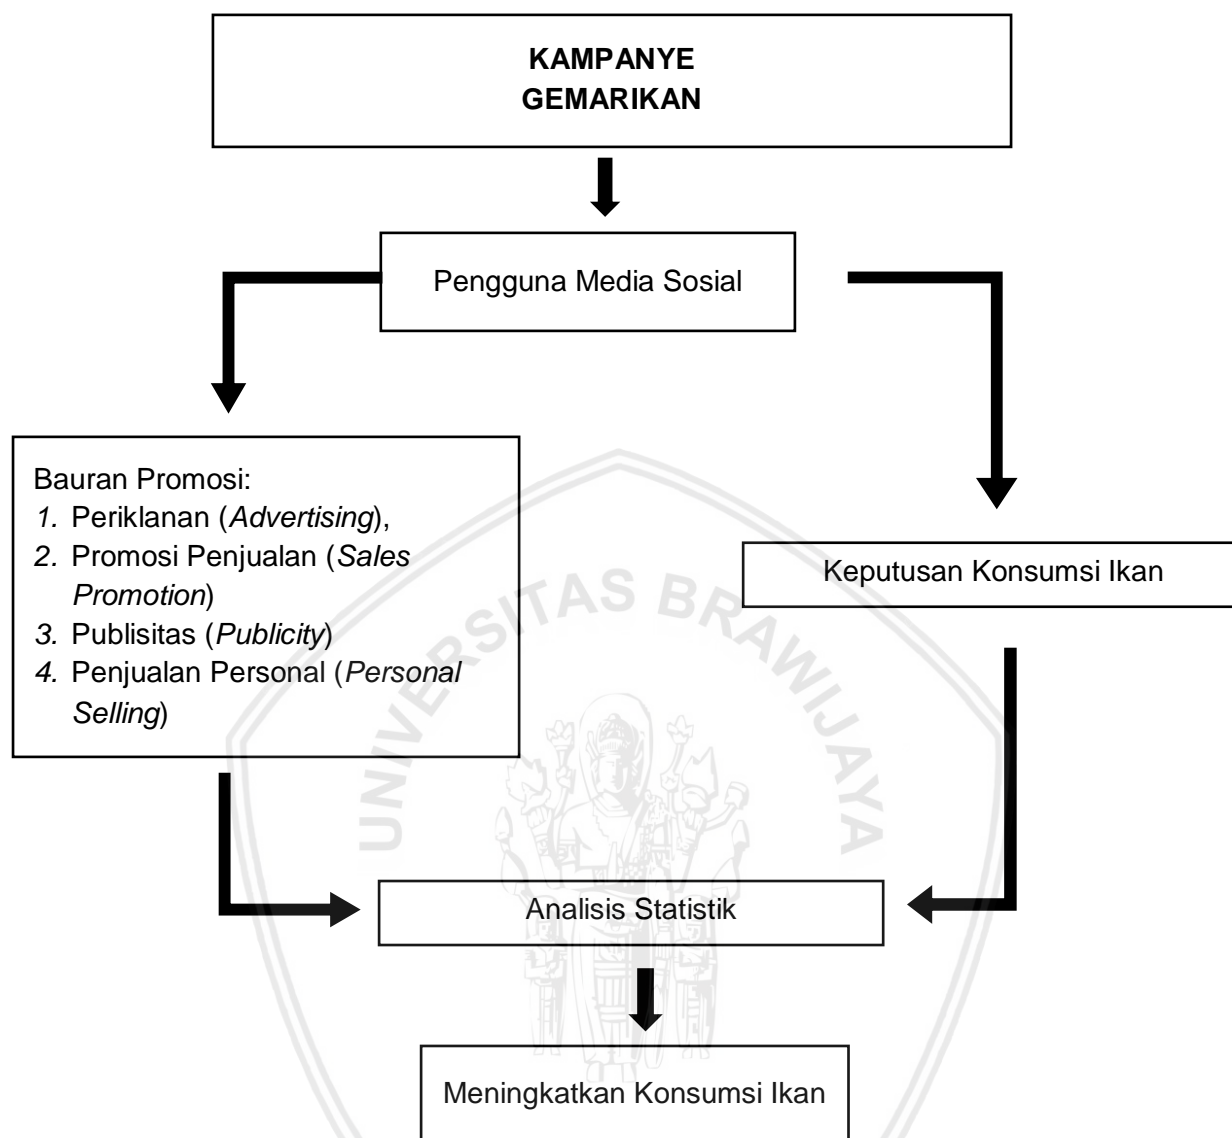 KAMPANYE
GEMARIKAN
Pengguna Media Sosial
Bauran Promosi:
1. Periklanan (Advertising),
2. Promosi Penjualan (Sales
Promotion)
3. Publisitas (Publicity)
4. Penjualan Personal (Personal
Selling)
Keputusan Konsumsi Ikan
UNIVERSITAS BRAWIJAYA
Analisis Statistik
Meningkatkan Konsumsi Ikan